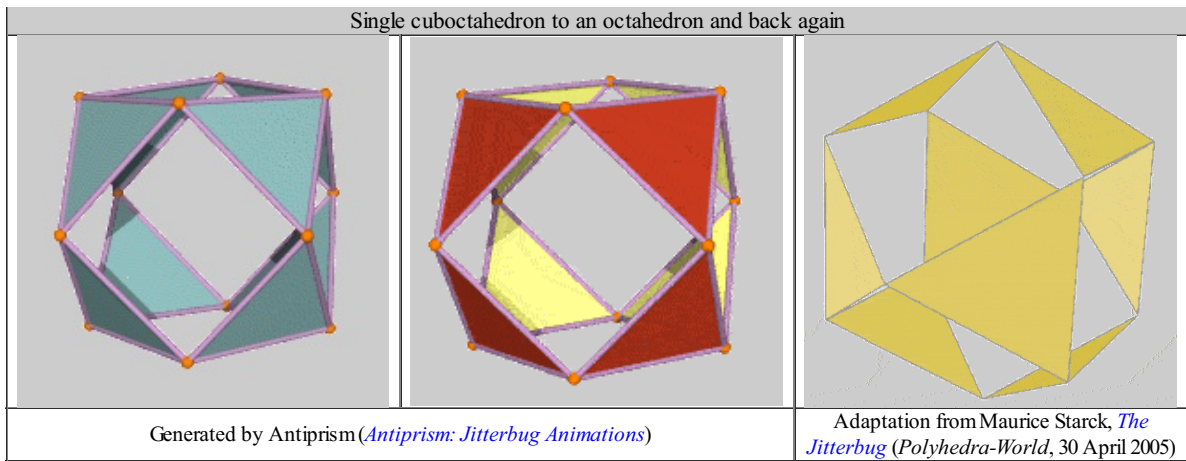 Single cuboctahedron to an octahedron and back again
Generated by Antiprism (Antiprism: Jitterbug Animations)
Adaptation from Maurice Starck, The
Jitterbug (Polyhedra-World, 30 April 2005)